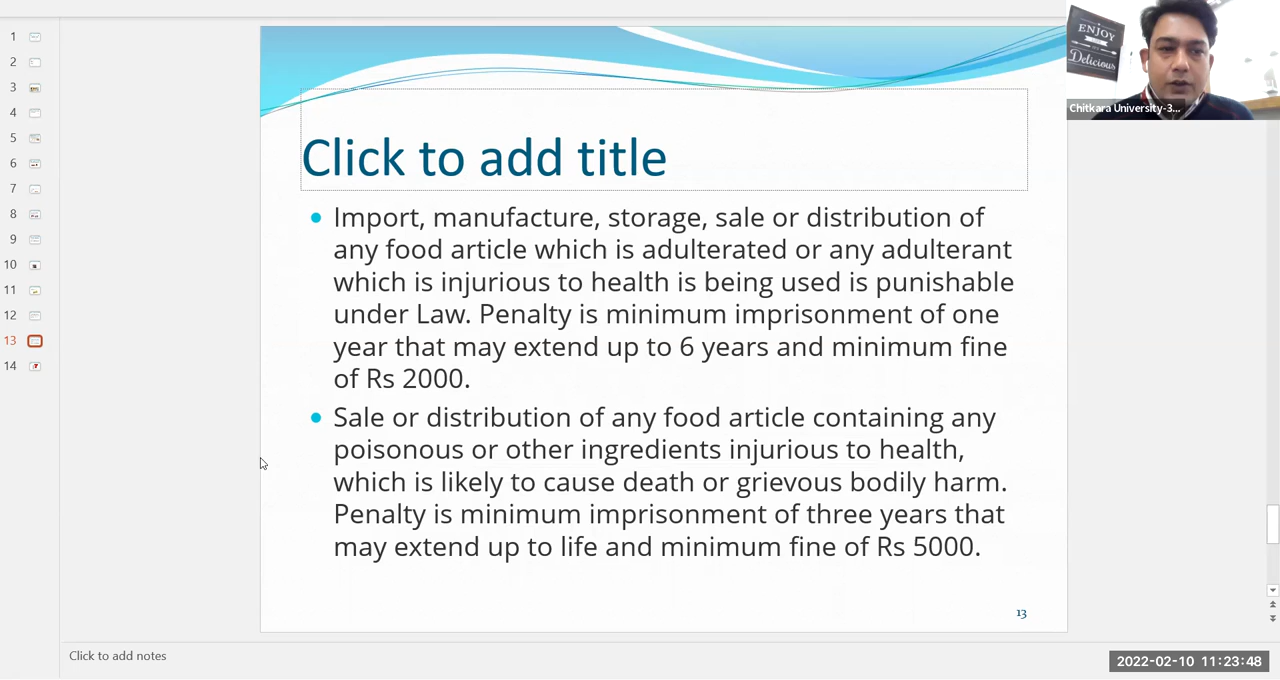 1
2
3
4
5
6
7
8
9
10
11
12
13
14
ENJOY
Delicious
Chitkara University-3...
Click to add title
• Import, manufacture, storage, sale or distribution of
any food article which is adulterated or any adulterant
which is injurious to health is being used is punishable
under Law. Penalty is minimum imprisonment of one
year that may extend up to 6 years and minimum fine
of Rs 2000.
• Sale or distribution of any food article containing any
poisonous or other ingredients injurious to health,
which is likely to cause death or grievous bodily harm.
Penalty is minimum imprisonment of three years that
may extend up to life and minimum fine of Rs 5000.
13
Click to add notes
2022-02-10 11:23:48